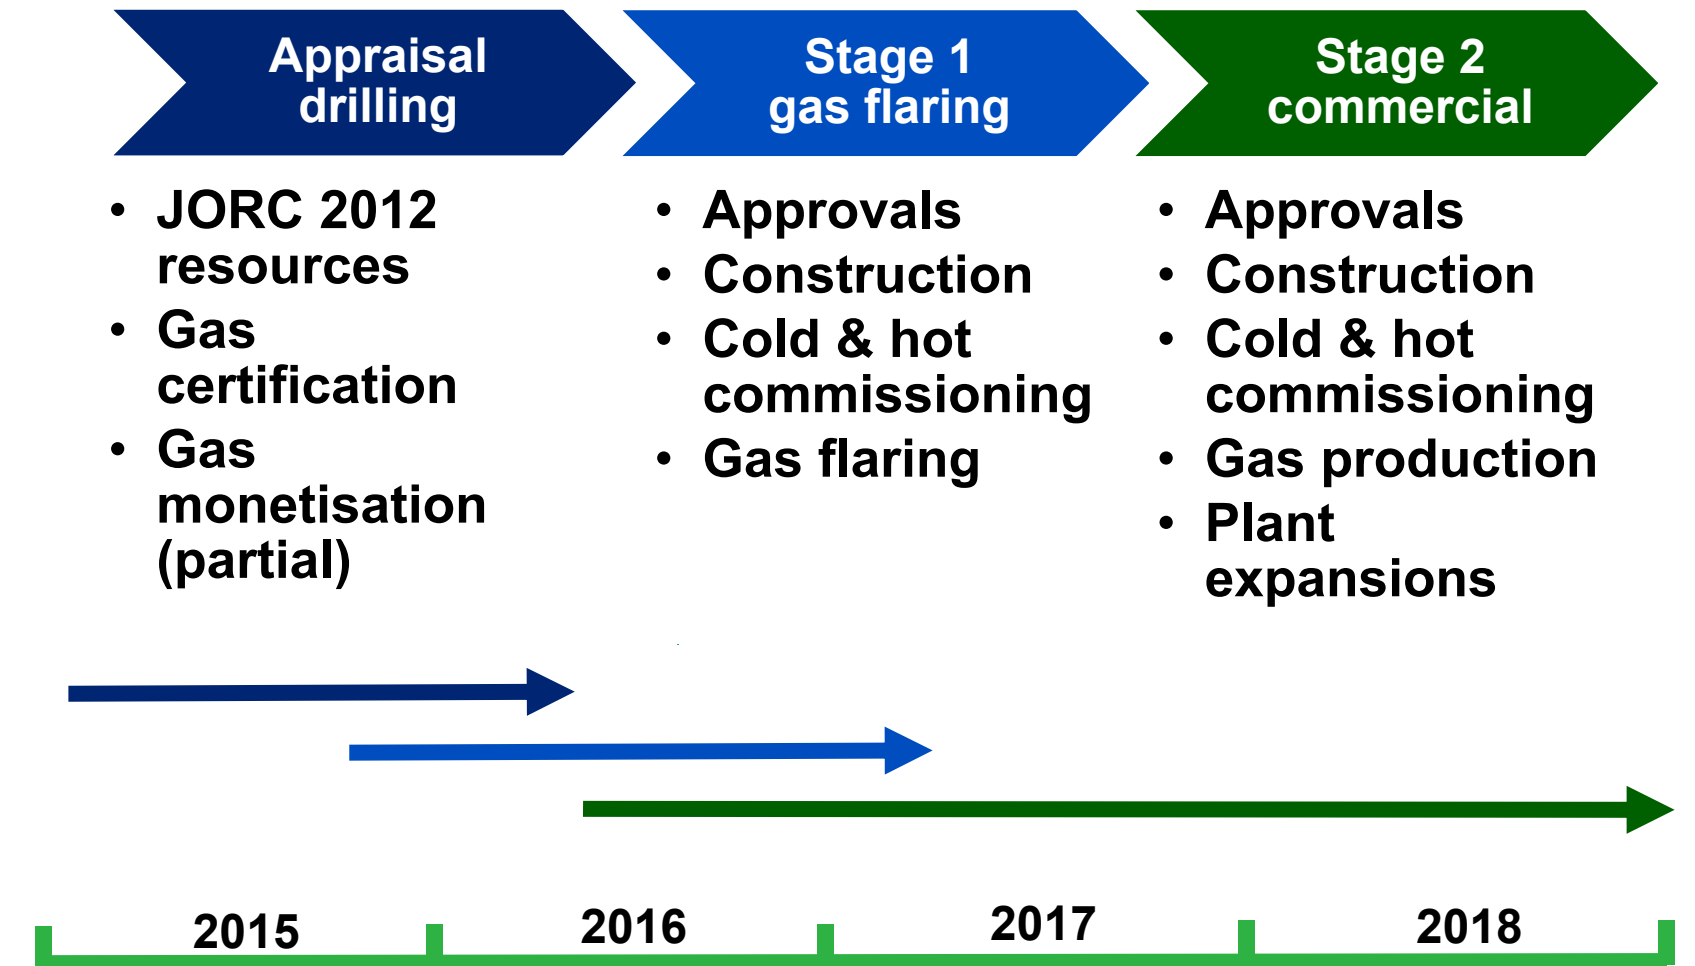 Appraisal
drilling
Stage 1
gas flaring
Stage 2
commercial
• JORC 2012
resources
• Gas
certification
• Gas
monetisation
(partial)
• Approvals
• Construction
• Cold & hot
commissioning
• Gas flaring
• Approvals
• Construction
• Cold & hot
commissioning
• Gas production
• Plant
expansions
2015
2016
2017
2018